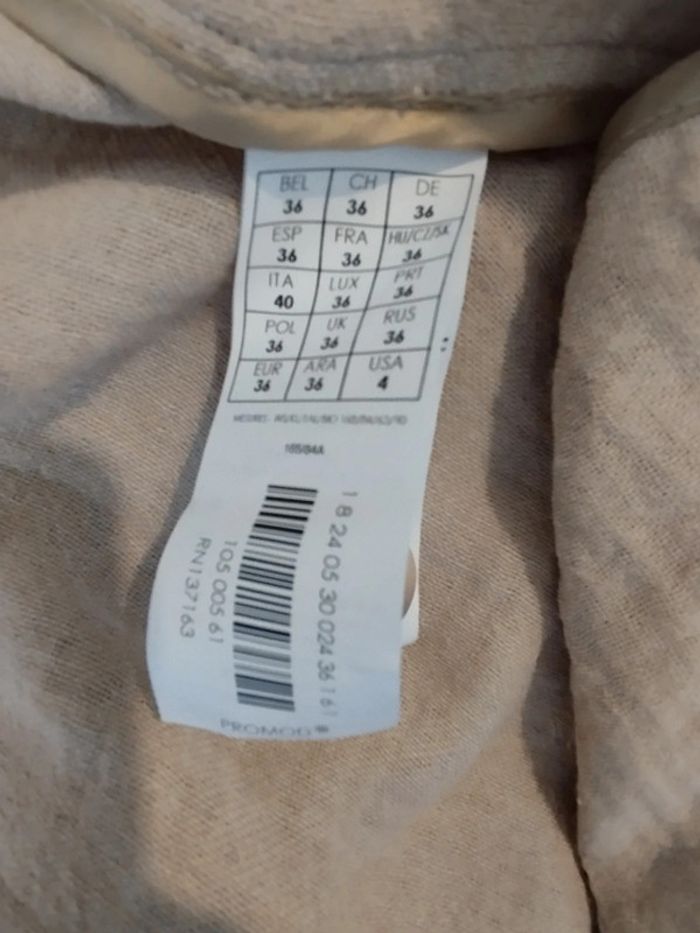 BEL CH DE
36 36 36
ESP FRA HU/CZ/SK
36 36 36
ITA LUX PRT
40 36 36
POL UK RUS
36 36 36
EUR ARA USA
36 36 4
165/84A
1 8 24 05 30 024 36 16
105 005 61
RN137163
PROMOD®